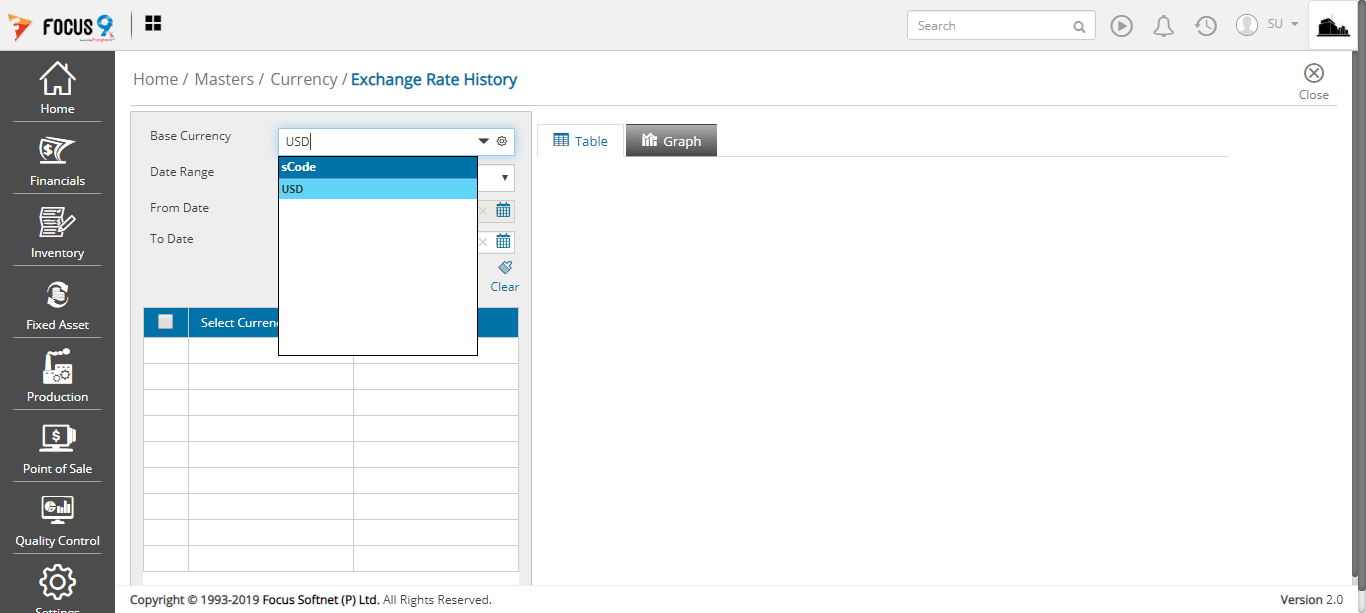 FOCUS 9
Search
SU
Home
Financials
Inventory
Fixed Asset
Production
Point of Sale
Quality Control
Settings
Home / Masters / Currency / Exchange Rate History
Close
Base Currency
USD
sCode
USD
Date Range
From Date
To Date
Clear
Select Curren
Table
Graph
Copyright © 1993-2019 Focus Softnet (P) Ltd. All Rights Reserved.
Version 2.0